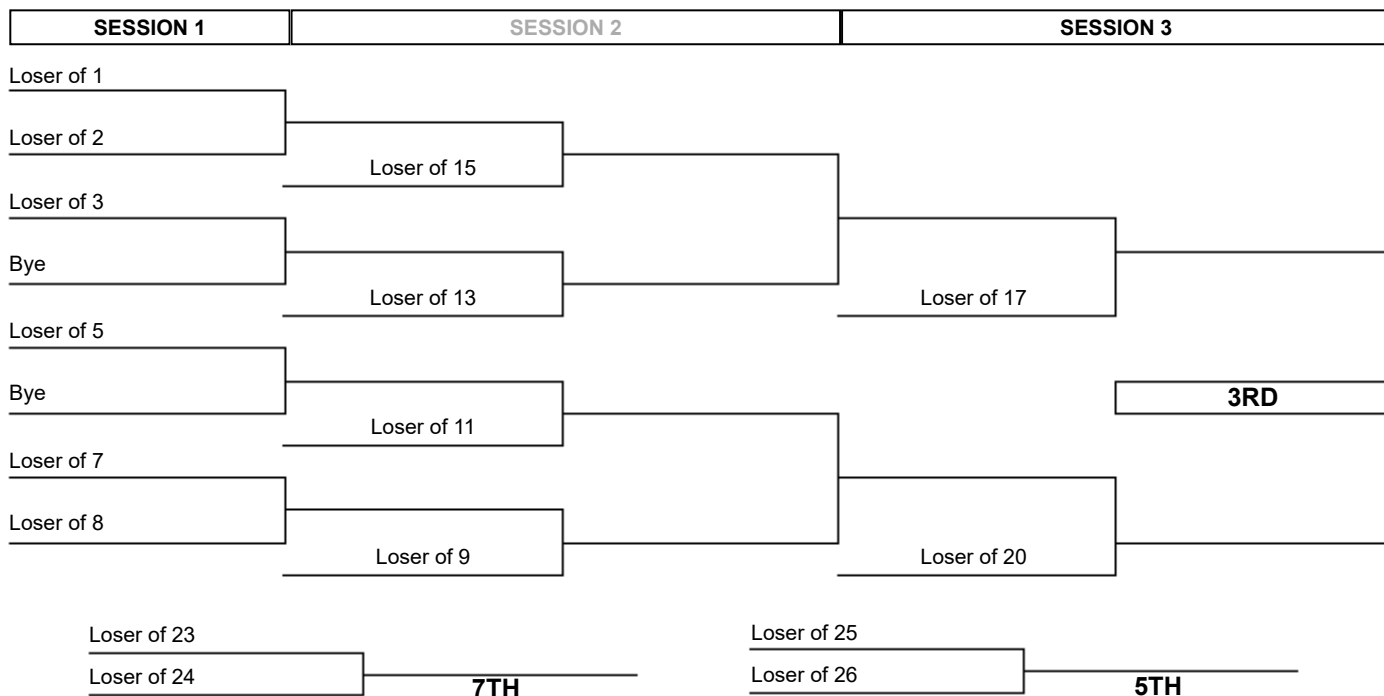 SESSION 1 SESSION 2 SESSION 3
Loser of 1
Loser of 2
Loser of 15
Loser of 3
Bye
Loser of 13
Loser of 17
Loser of 5
Bye
3RD
Loser of 11
Loser of 7
Loser of 8
Loser of 9
Loser of 20
Loser of 23
Loser of 24
7TH
Loser of 25
Loser of 26
5TH